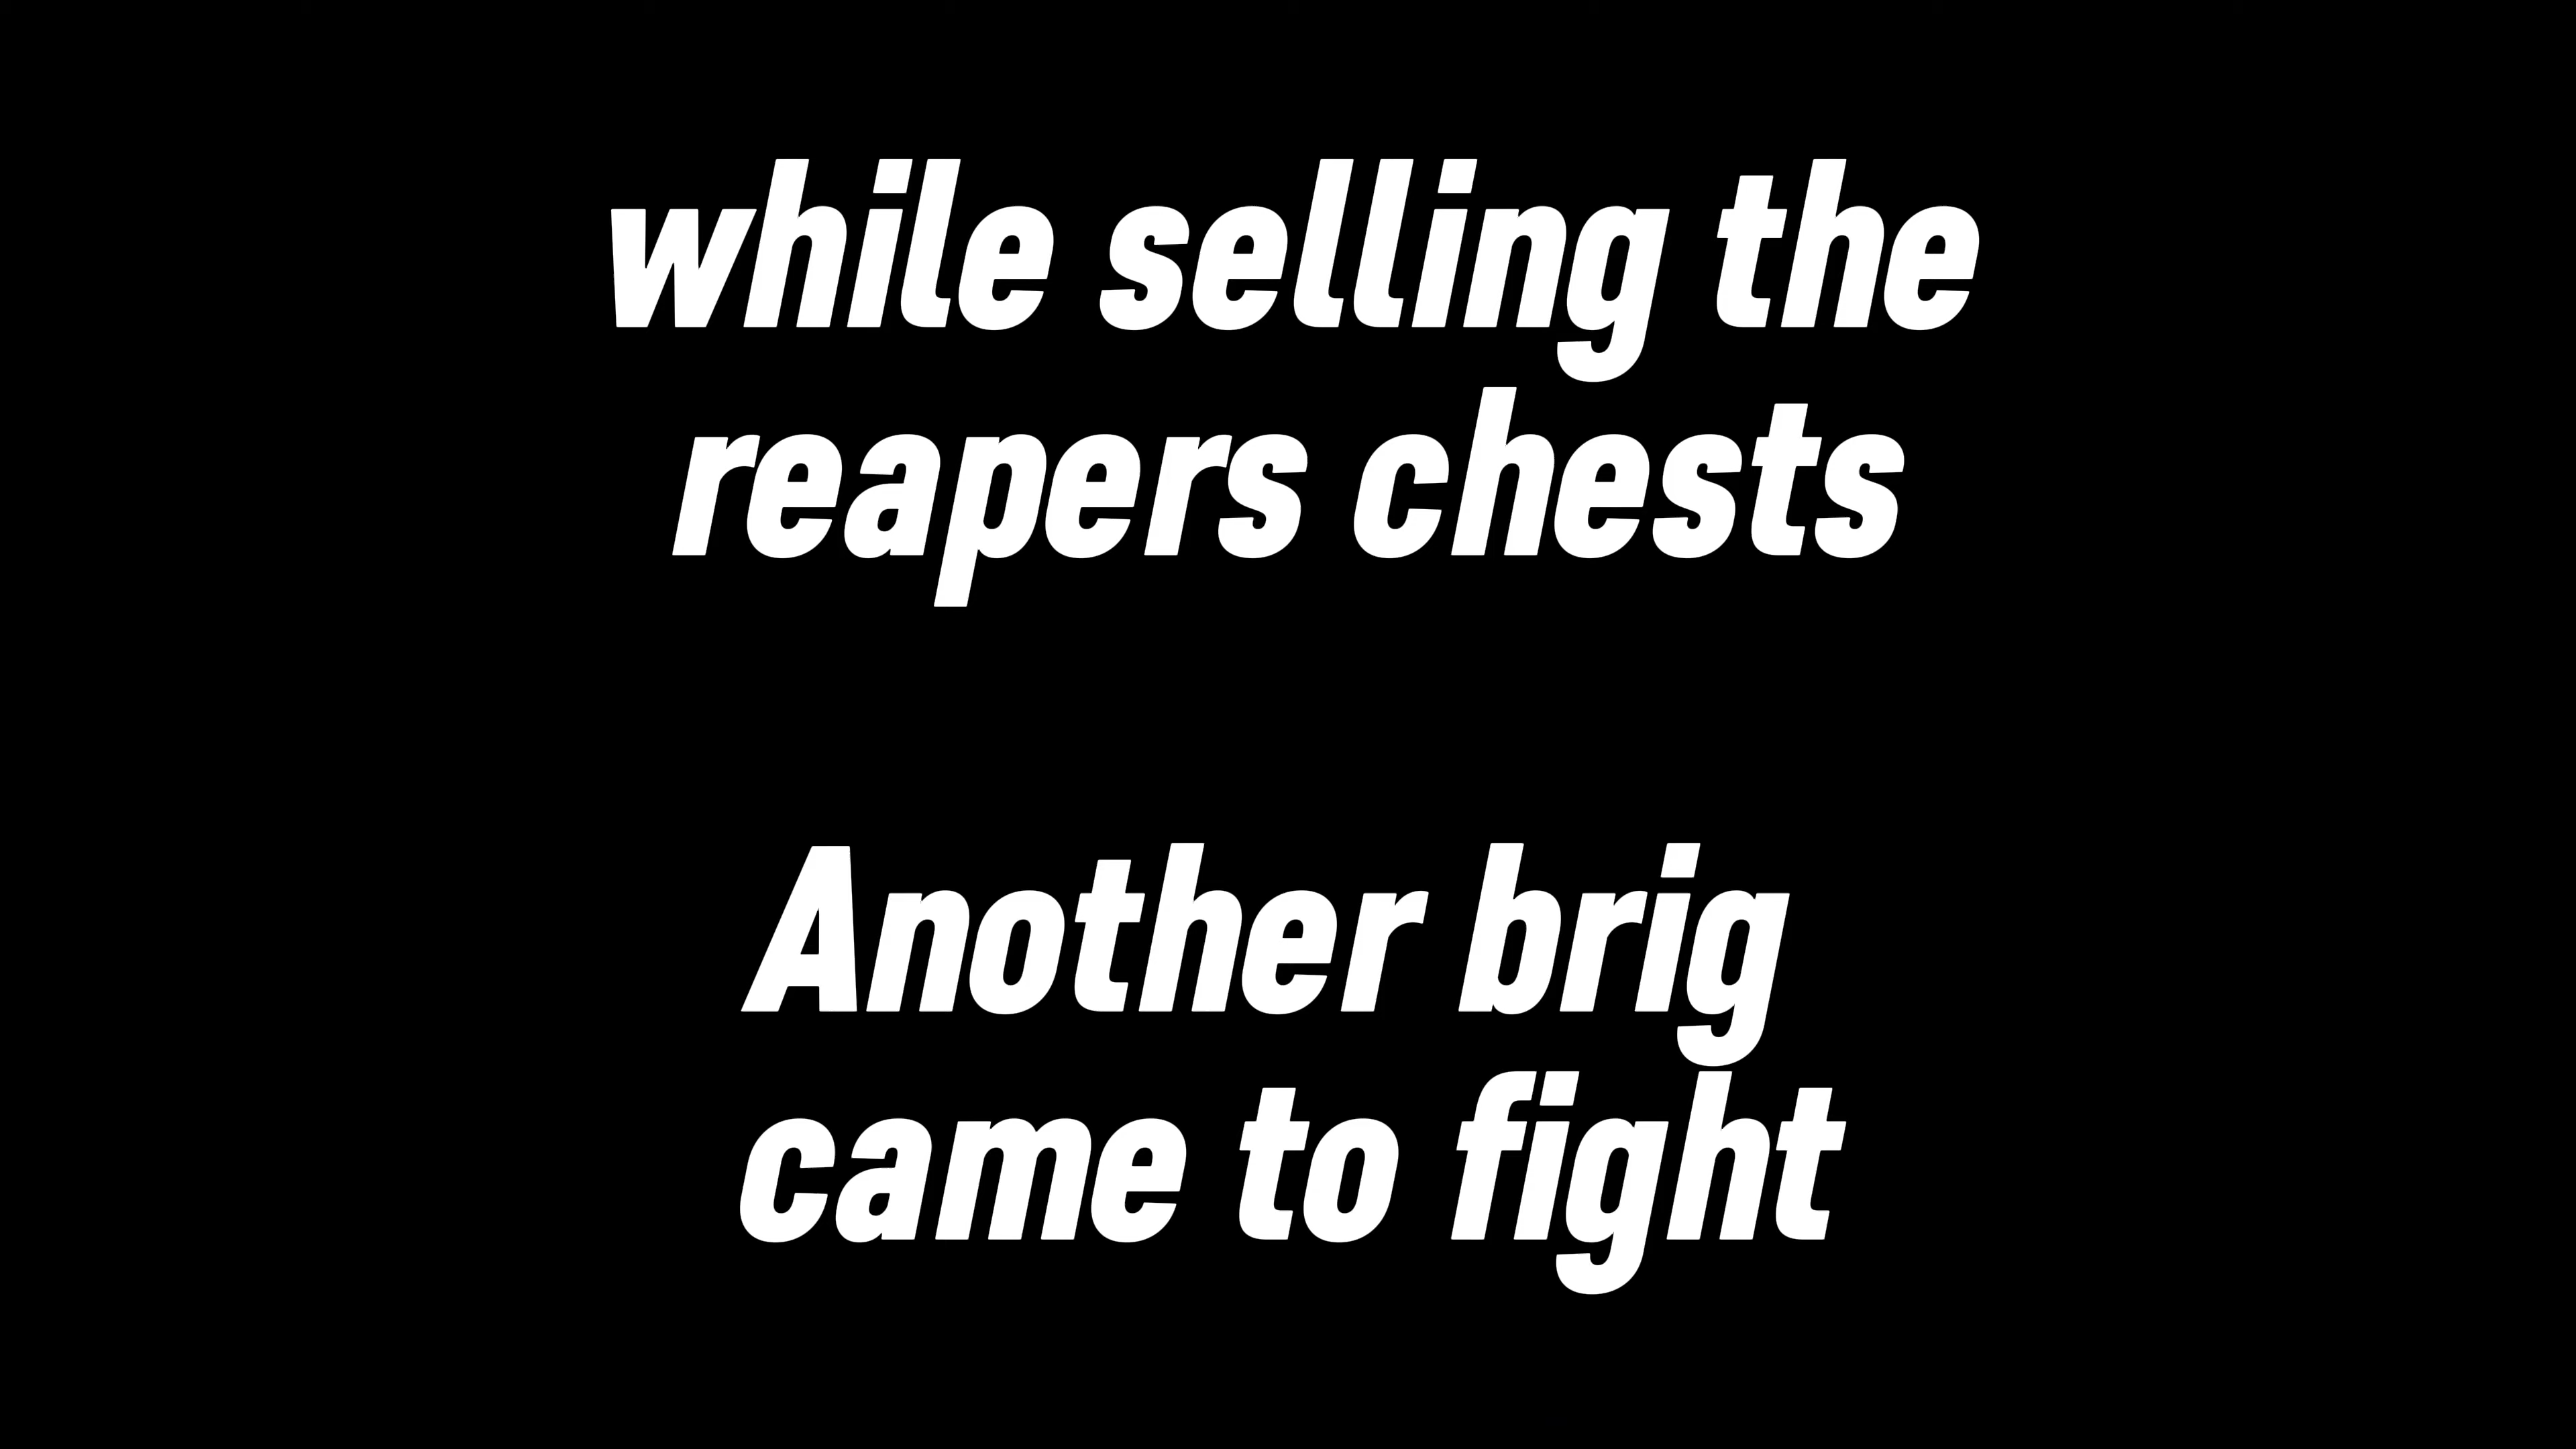 while selling the
reapers chests
Another brig
came to fight